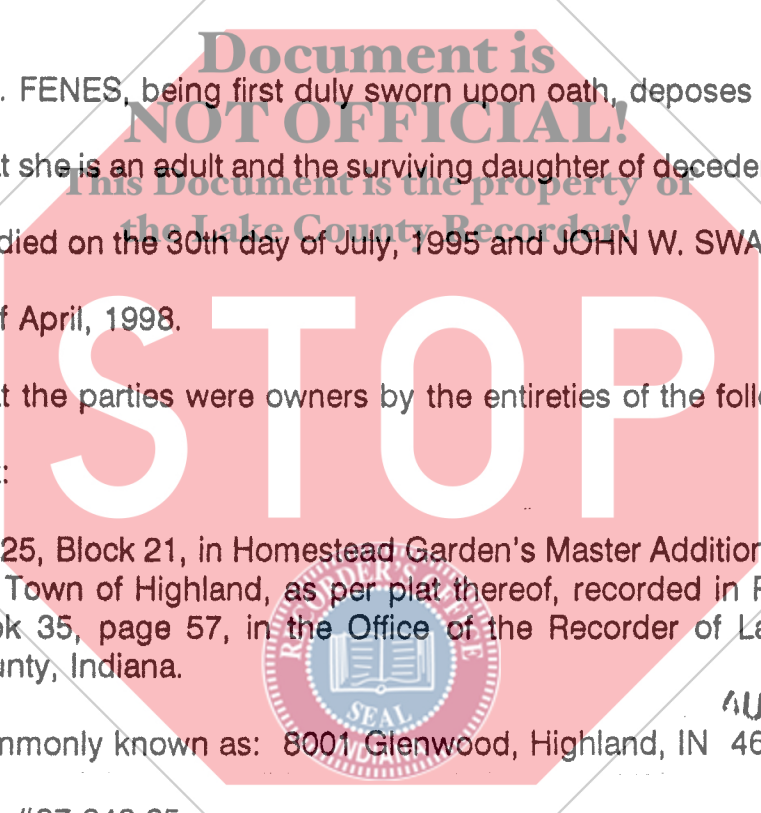 Document is
. FENES, being first duly sworn upon oath, deposes
NOT OFFICIAL!
t she is an adult and the surviving daughter of decede
This Document is the property of
the Lake County Recorder!
died on the 30th day of July, 1995 and JOHN W. SWA
f April, 1998.
STOP
t the parties were owners by the entireties of the foll
:
25, Block 21, in Homestead Garden's Master Addition
Town of Highland, as per plat thereof, recorded in P
k 35, page 57, in the Office of the Recorder of La
unty, Indiana.
RECORDER'S OFFICE
SEAL
INDIANA
AU
mmonly known as: 8001 Glenwood, Highland, IN 46